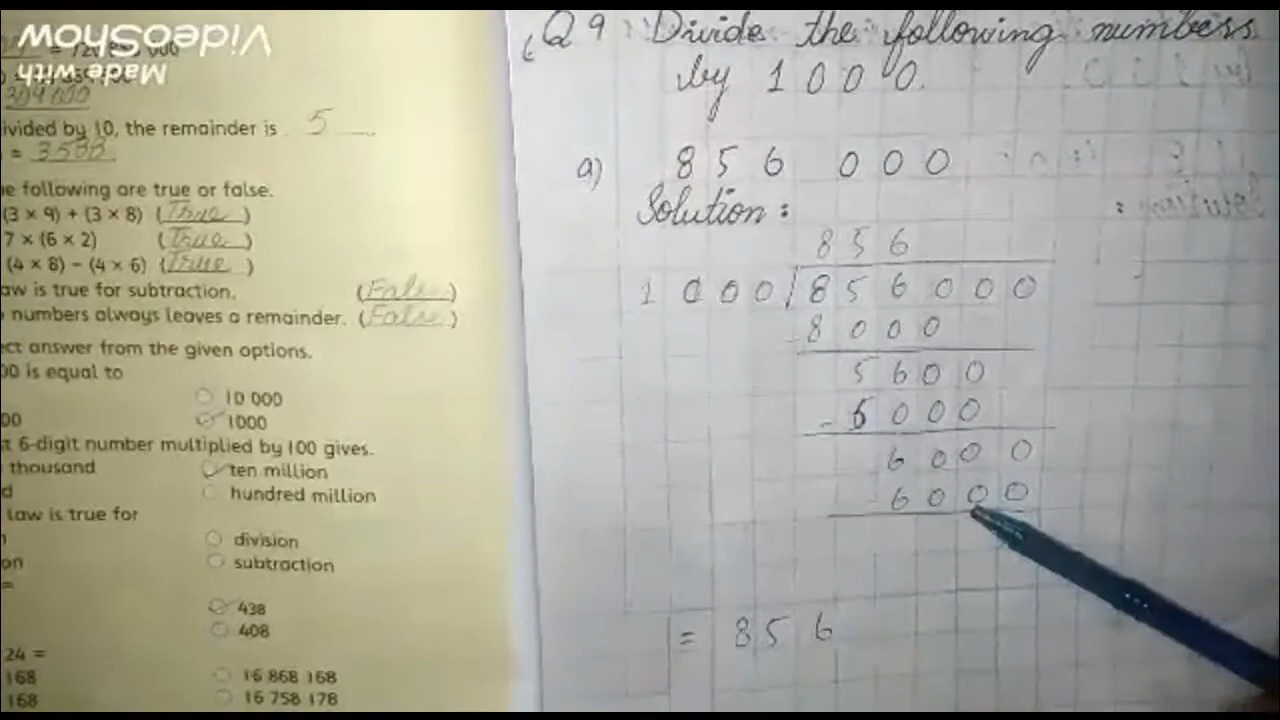 Made with
VideoShow
304 000
ivided by 10, the remainder is 5
= 3538
e following are true or false.
(3 × 9) + (3 × 8) (True)
7 × (6 × 2) (True)
(4 × 8) − (4 × 6) (True)
aw is true for subtraction. (False)
numbers always leaves a remainder. (False)
ect answer from the given options.
00 is equal to
10 000
00 1000
t 6-digit number multiplied by 100 gives.
thousand ten million
d hundred million
law is true for
n division
on subtraction
=
438
408
24 =
168 16 868 168
168 16 758 178
Q9 Divide the following numbers
by 1000.
a) 856 000
Solution:
856
1000)856000
8000
5600
- 5000
6000
6000
= 856